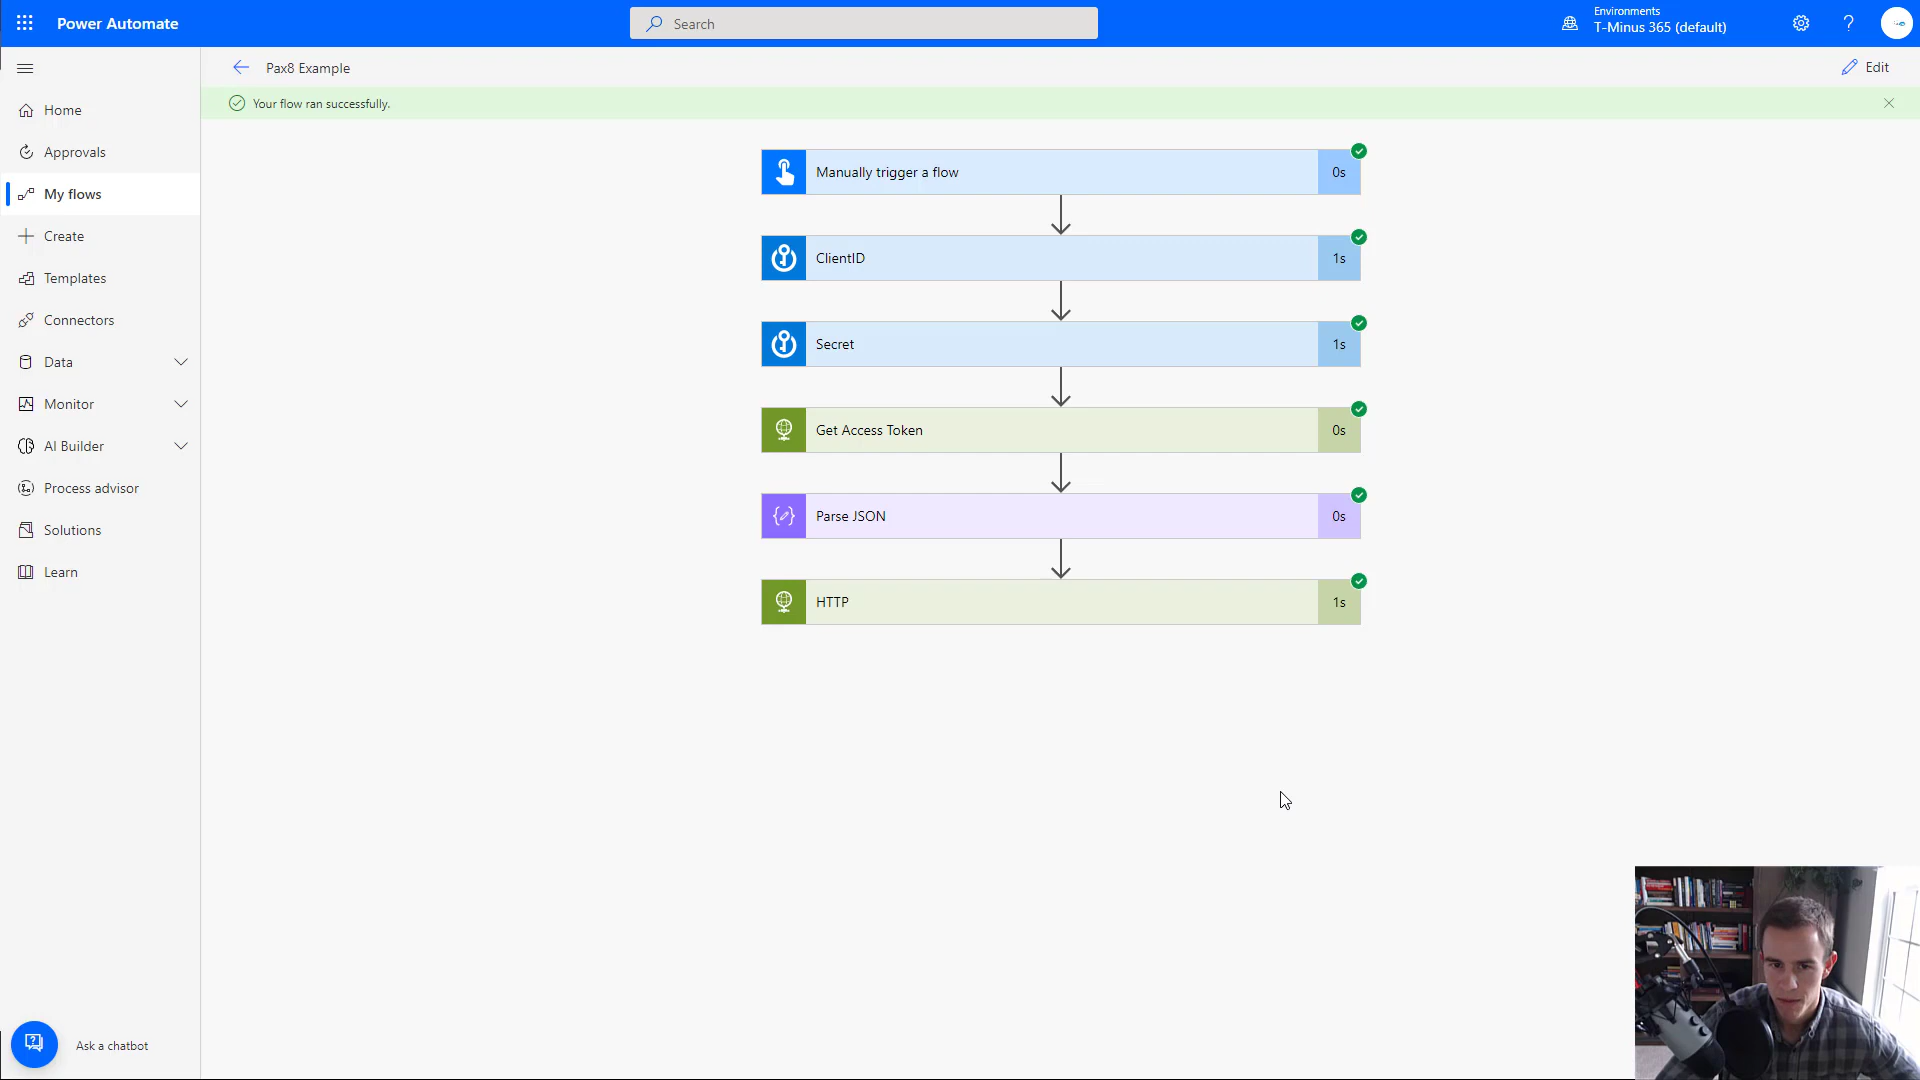 Power Automate
Search
Environments
T-Minus 365 (default)
Pax8 Example
Edit
Your flow ran successfully.
Home
Approvals
My flows
Create
Templates
Connectors
Data
Monitor
AI Builder
Process advisor
Solutions
Learn
Ask a chatbot
Manually trigger a flow
0s
ClientID
1s
Secret
1s
Get Access Token
0s
Parse JSON
0s
HTTP
1s